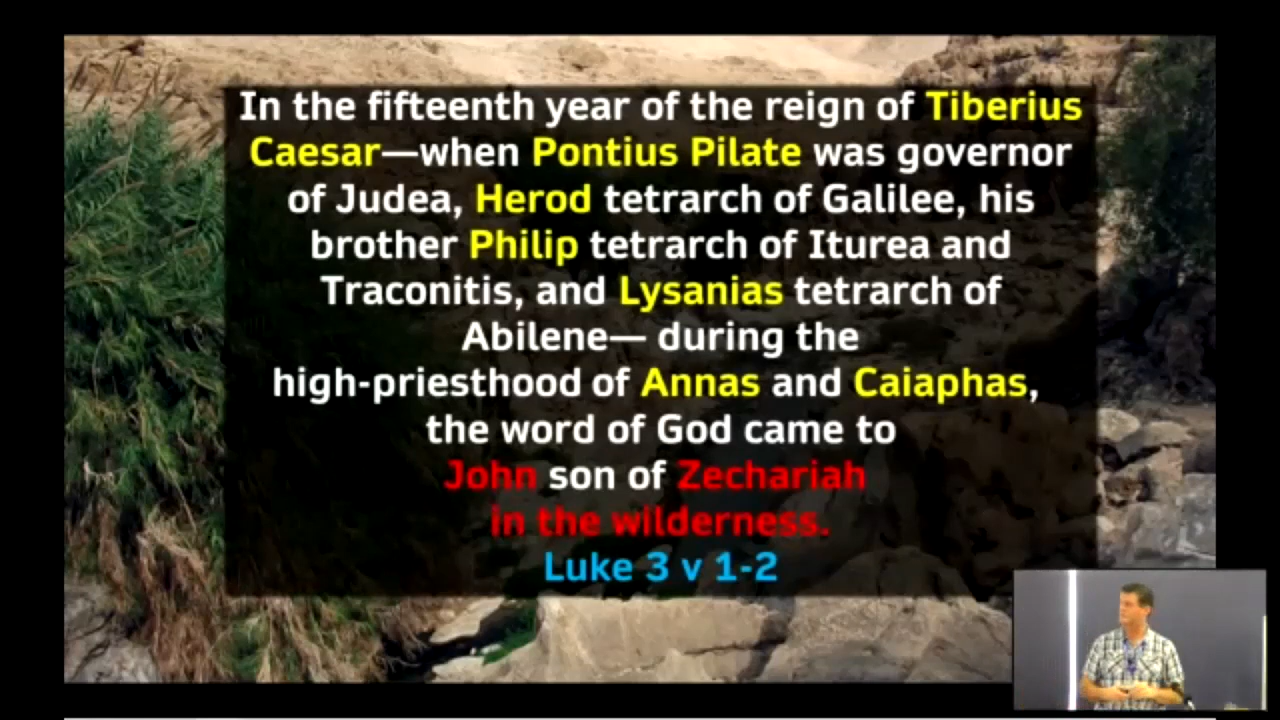 In the fifteenth year of the reign of Tiberius
Caesar—when Pontius Pilate was governor
of Judea, Herod tetrarch of Galilee, his
brother Philip tetrarch of Iturea and
Traconitis, and Lysanias tetrarch of
Abilene— during the
high-priesthood of Annas and Caiaphas,
the word of God came to
John son of Zechariah
in the wilderness.
Luke 3 v 1-2